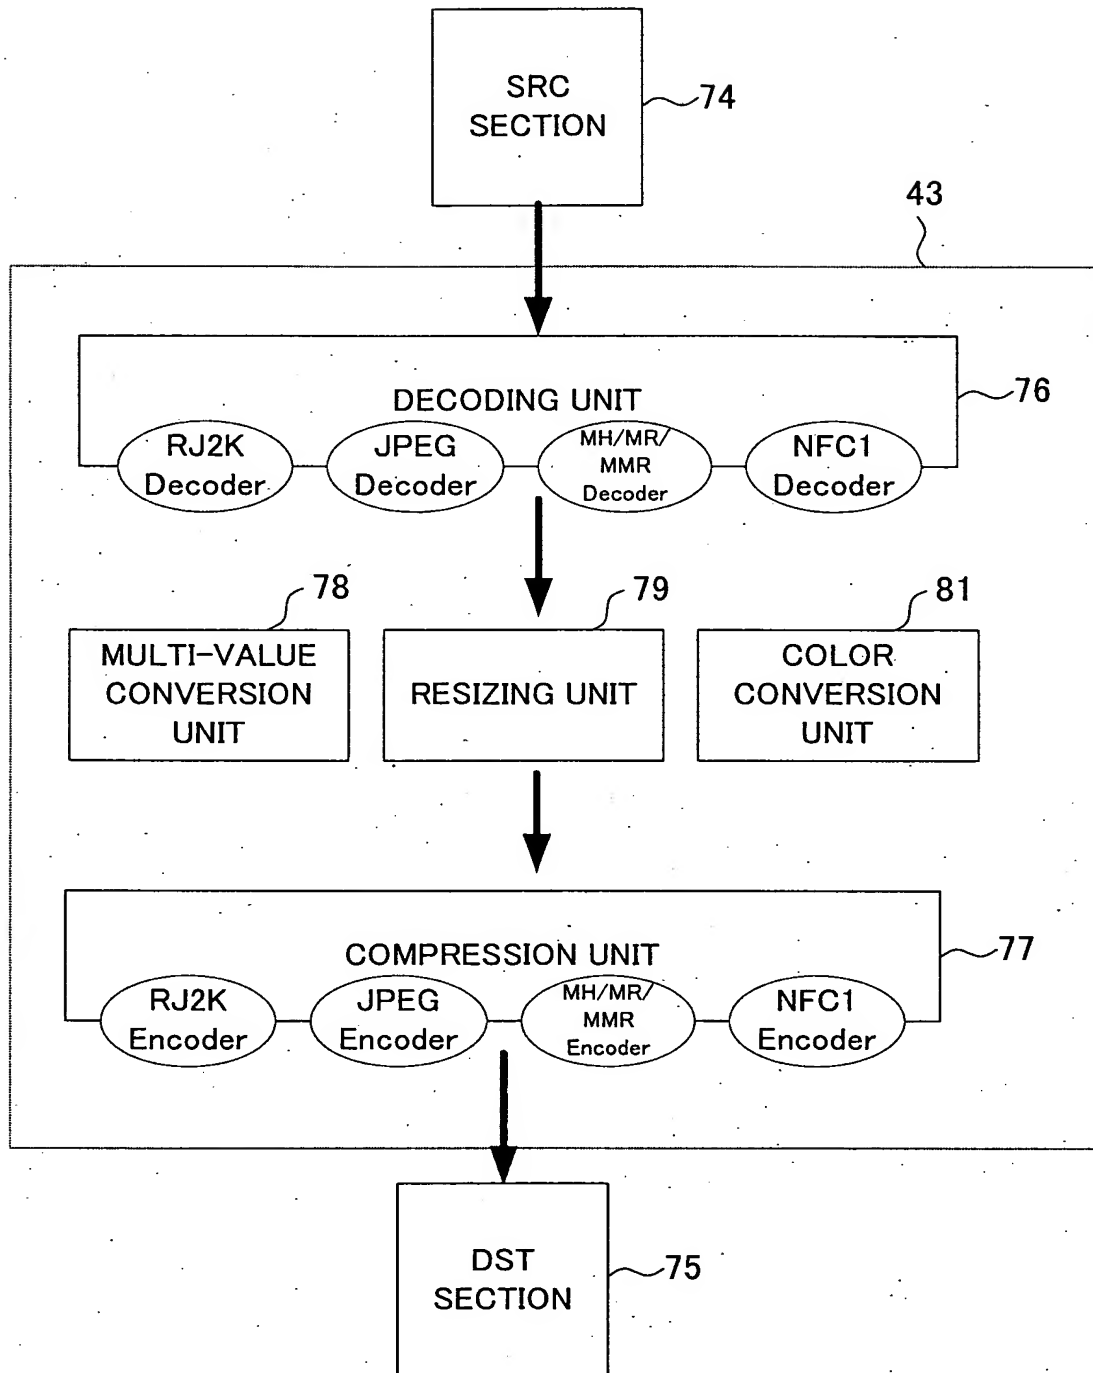 SRC
SECTION
74
43
DECODING UNIT
76
RJ2K
Decoder
JPEG
Decoder
MH/MR/
MMR
Decoder
NFC1
Decoder
78
79
81
MULTI-VALUE
CONVERSION
UNIT
RESIZING UNIT
COLOR
CONVERSION
UNIT
COMPRESSION UNIT
77
RJ2K
Encoder
JPEG
Encoder
MH/MR/
MMR
Encoder
NFC1
Encoder
DST
SECTION
75